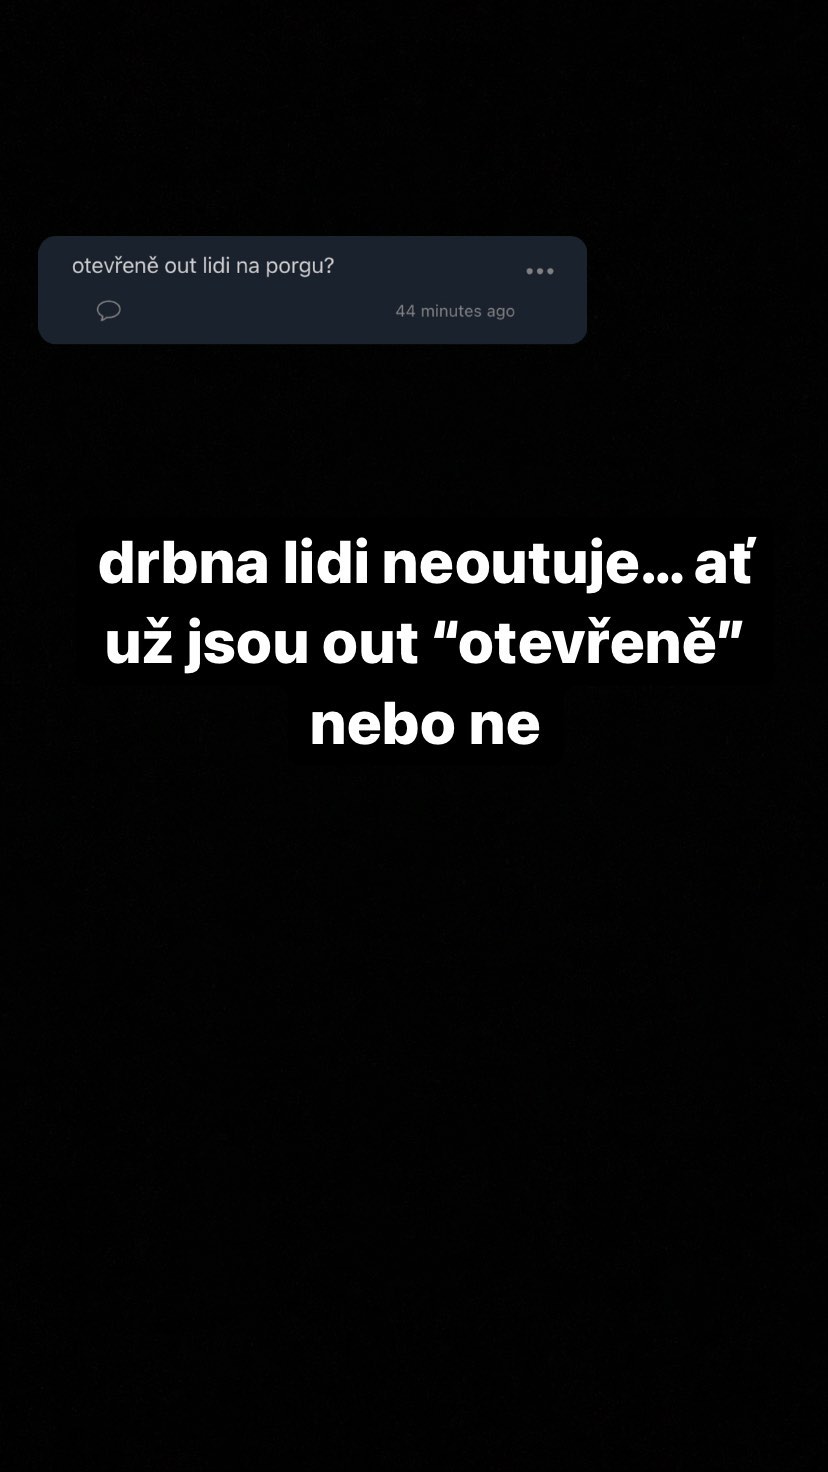 otevřeně out lidi na porgu?
44 minutes ago
drbna lidi neoutuje... ať
už jsou out “otevřeně”
nebo ne